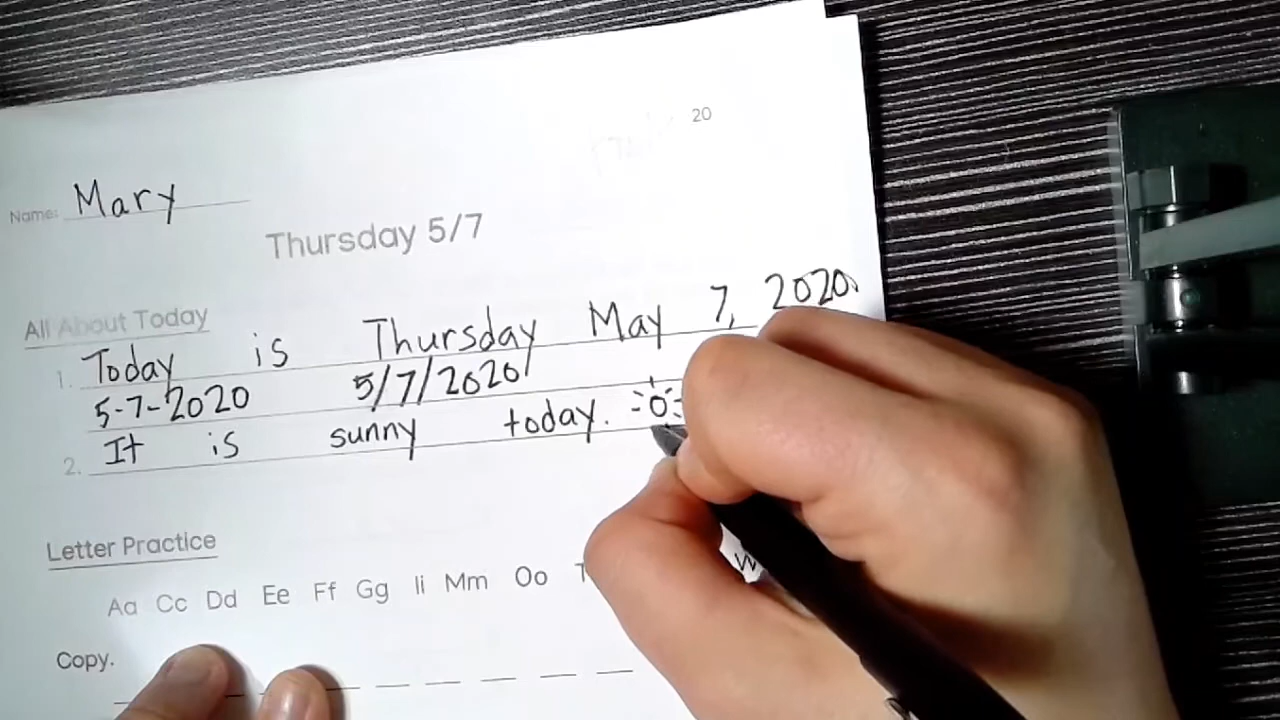 20
Name: Mary
Thursday 5/7
All About Today
1. Today is Thursday May 7, 2020.
5-7-2020 5/7/2020
2. It is sunny today.
Letter Practice
Aa Cc Dd Ee Ff Gg Ii Mm Oo
Copy.